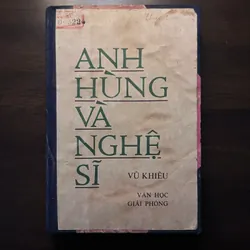 ANH
HÙNG
VÀ
NGHỆ
SĨ
VŨ KHIÊU
VĂN HỌC
GIẢI PHÓNG